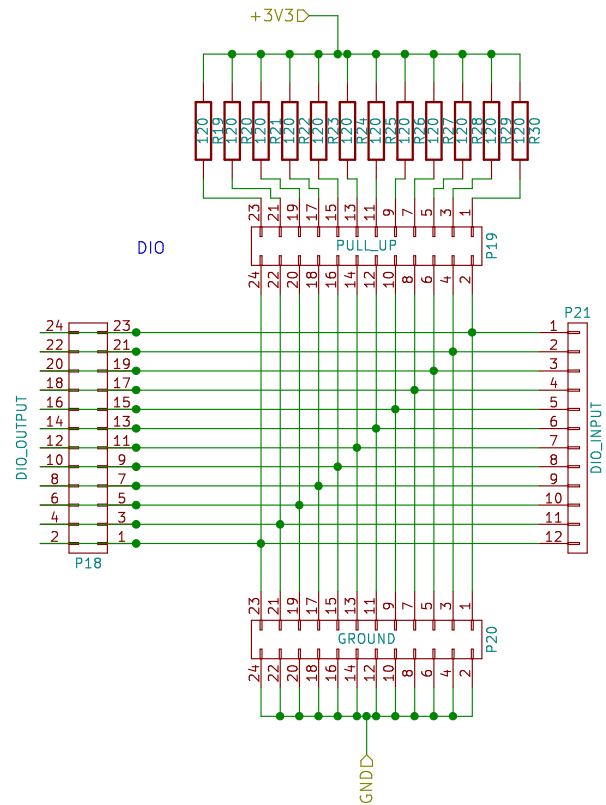 +3V3
120 120 120 120 120 120 120 120 120 120 120 120
R19 R20 R21 R22 R23 R24 R25 R26 R27 R28 R29 R30
23 21 19 17 15 13 11 9 7 5 3 1
PULL_UP
P19
24 22 20 18 16 14 12 10 8 6 4 2
DIO
P21
24 23 1
22 21 2
20 19 3
18 17 4
16 15 5
14 13 6
12 11 7
10 9 8
8 7 9
6 5 10
4 3 11
2 1 12
DIO_OUTPUT
DIO_INPUT
P18
23 21 19 17 15 13 11 9 7 5 3 1
GROUND
P20
24 22 20 18 16 14 12 10 8 6 4 2
GND